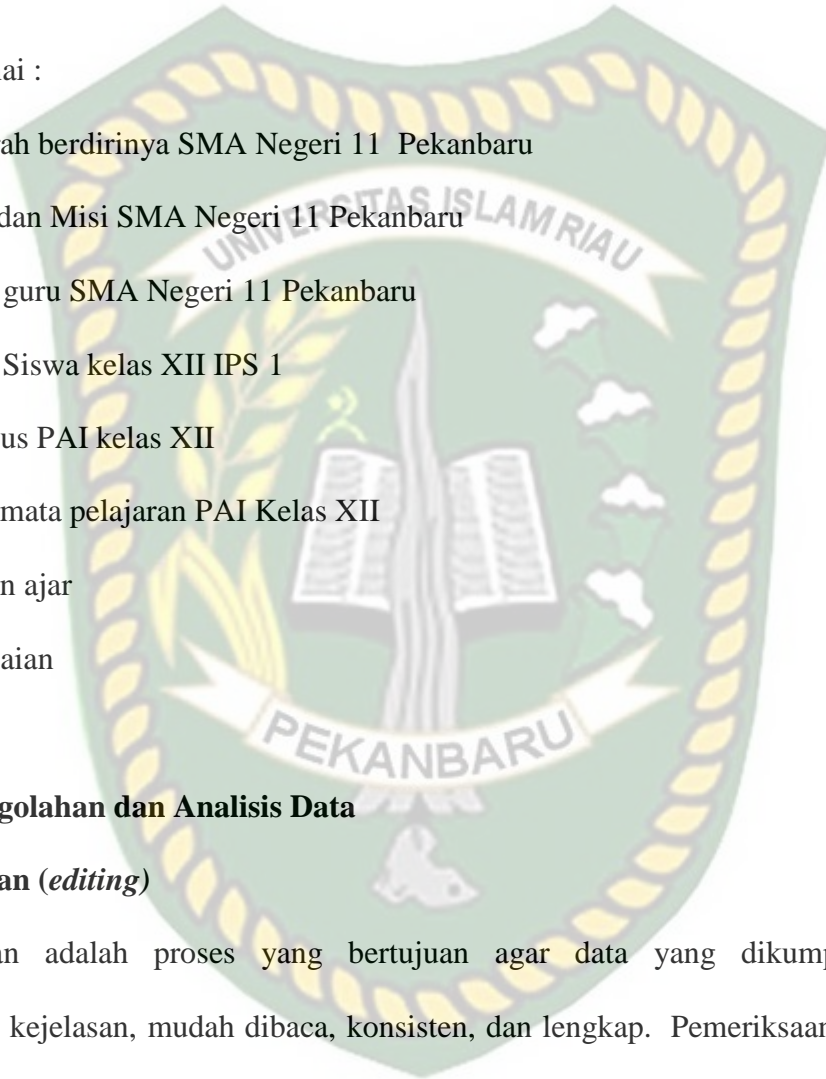 ai :
ah berdirinya SMA Negeri 11 Pekanbaru
dan Misi SMA Negeri 11 Pekanbaru
guru SMA Negeri 11 Pekanbaru
Siswa kelas XII IPS 1
us PAI kelas XII
mata pelajaran PAI Kelas XII
n ajar
aian
golahan dan Analisis Data
an (editing)
an adalah proses yang bertujuan agar data yang dikump
kejelasan, mudah dibaca, konsisten, dan lengkap. Pemeriksaan
UNIVERSITAS ISLAM RIAU
PEKANBARU